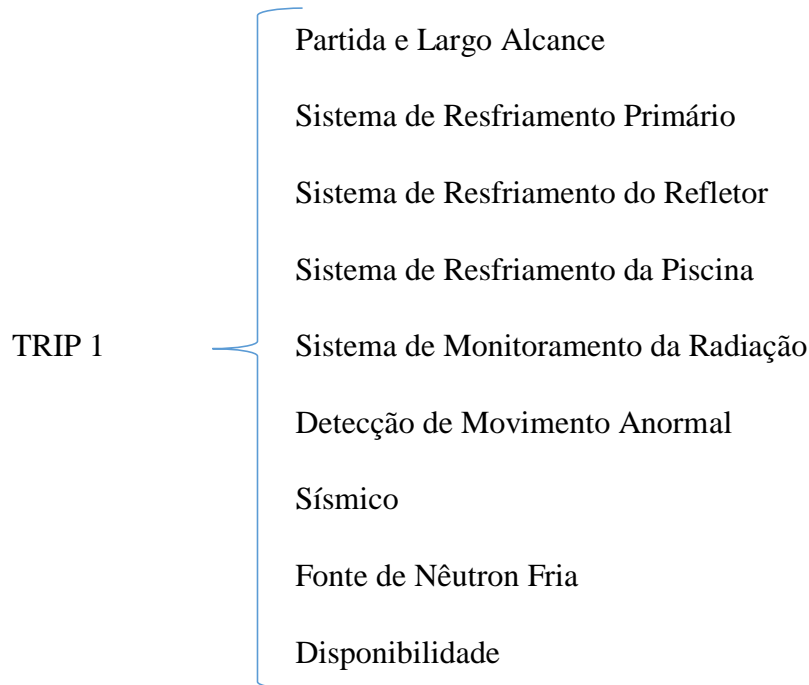 Partida e Largo Alcance
Sistema de Resfriamento Primário
Sistema de Resfriamento do Refletor
Sistema de Resfriamento da Piscina
TRIP 1
Sistema de Monitoramento da Radiação
Detecção de Movimento Anormal
Sísmico
Fonte de Nêutron Fria
Disponibilidade